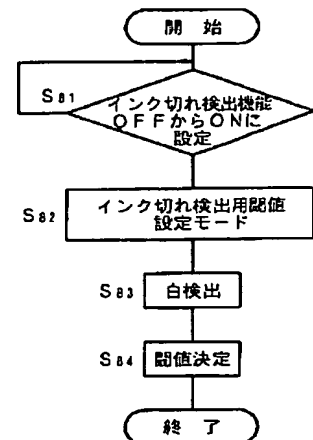 開 始
S81
インク切れ検出機能
OFFからONに
設定
S82
インク切れ検出用閾値
設定モード
S83
白検出
S84
閾値決定
終 了